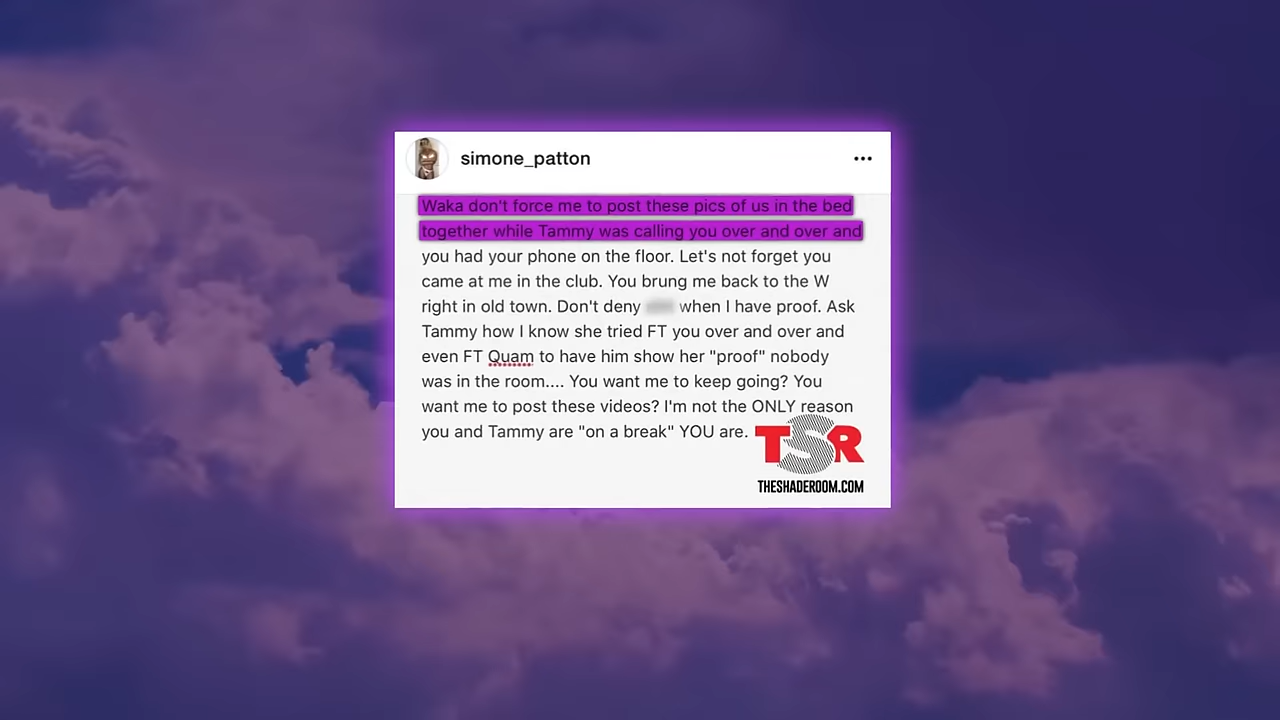 simone_patton
Waka don't force me to post these pics of us in the bed
together while Tammy was calling you over and over and
you had your phone on the floor. Let's not forget you
came at me in the club. You brung me back to the W
right in old town. Don't deny when I have proof. Ask
Tammy how I know she tried FT you over and over and
even FT Quam to have him show her "proof" nobody
was in the room.... You want me to keep going? You
want me to post these videos? I'm not the ONLY reason
you and Tammy are "on a break" YOU are.
TSR
THESHADEROOM.COM